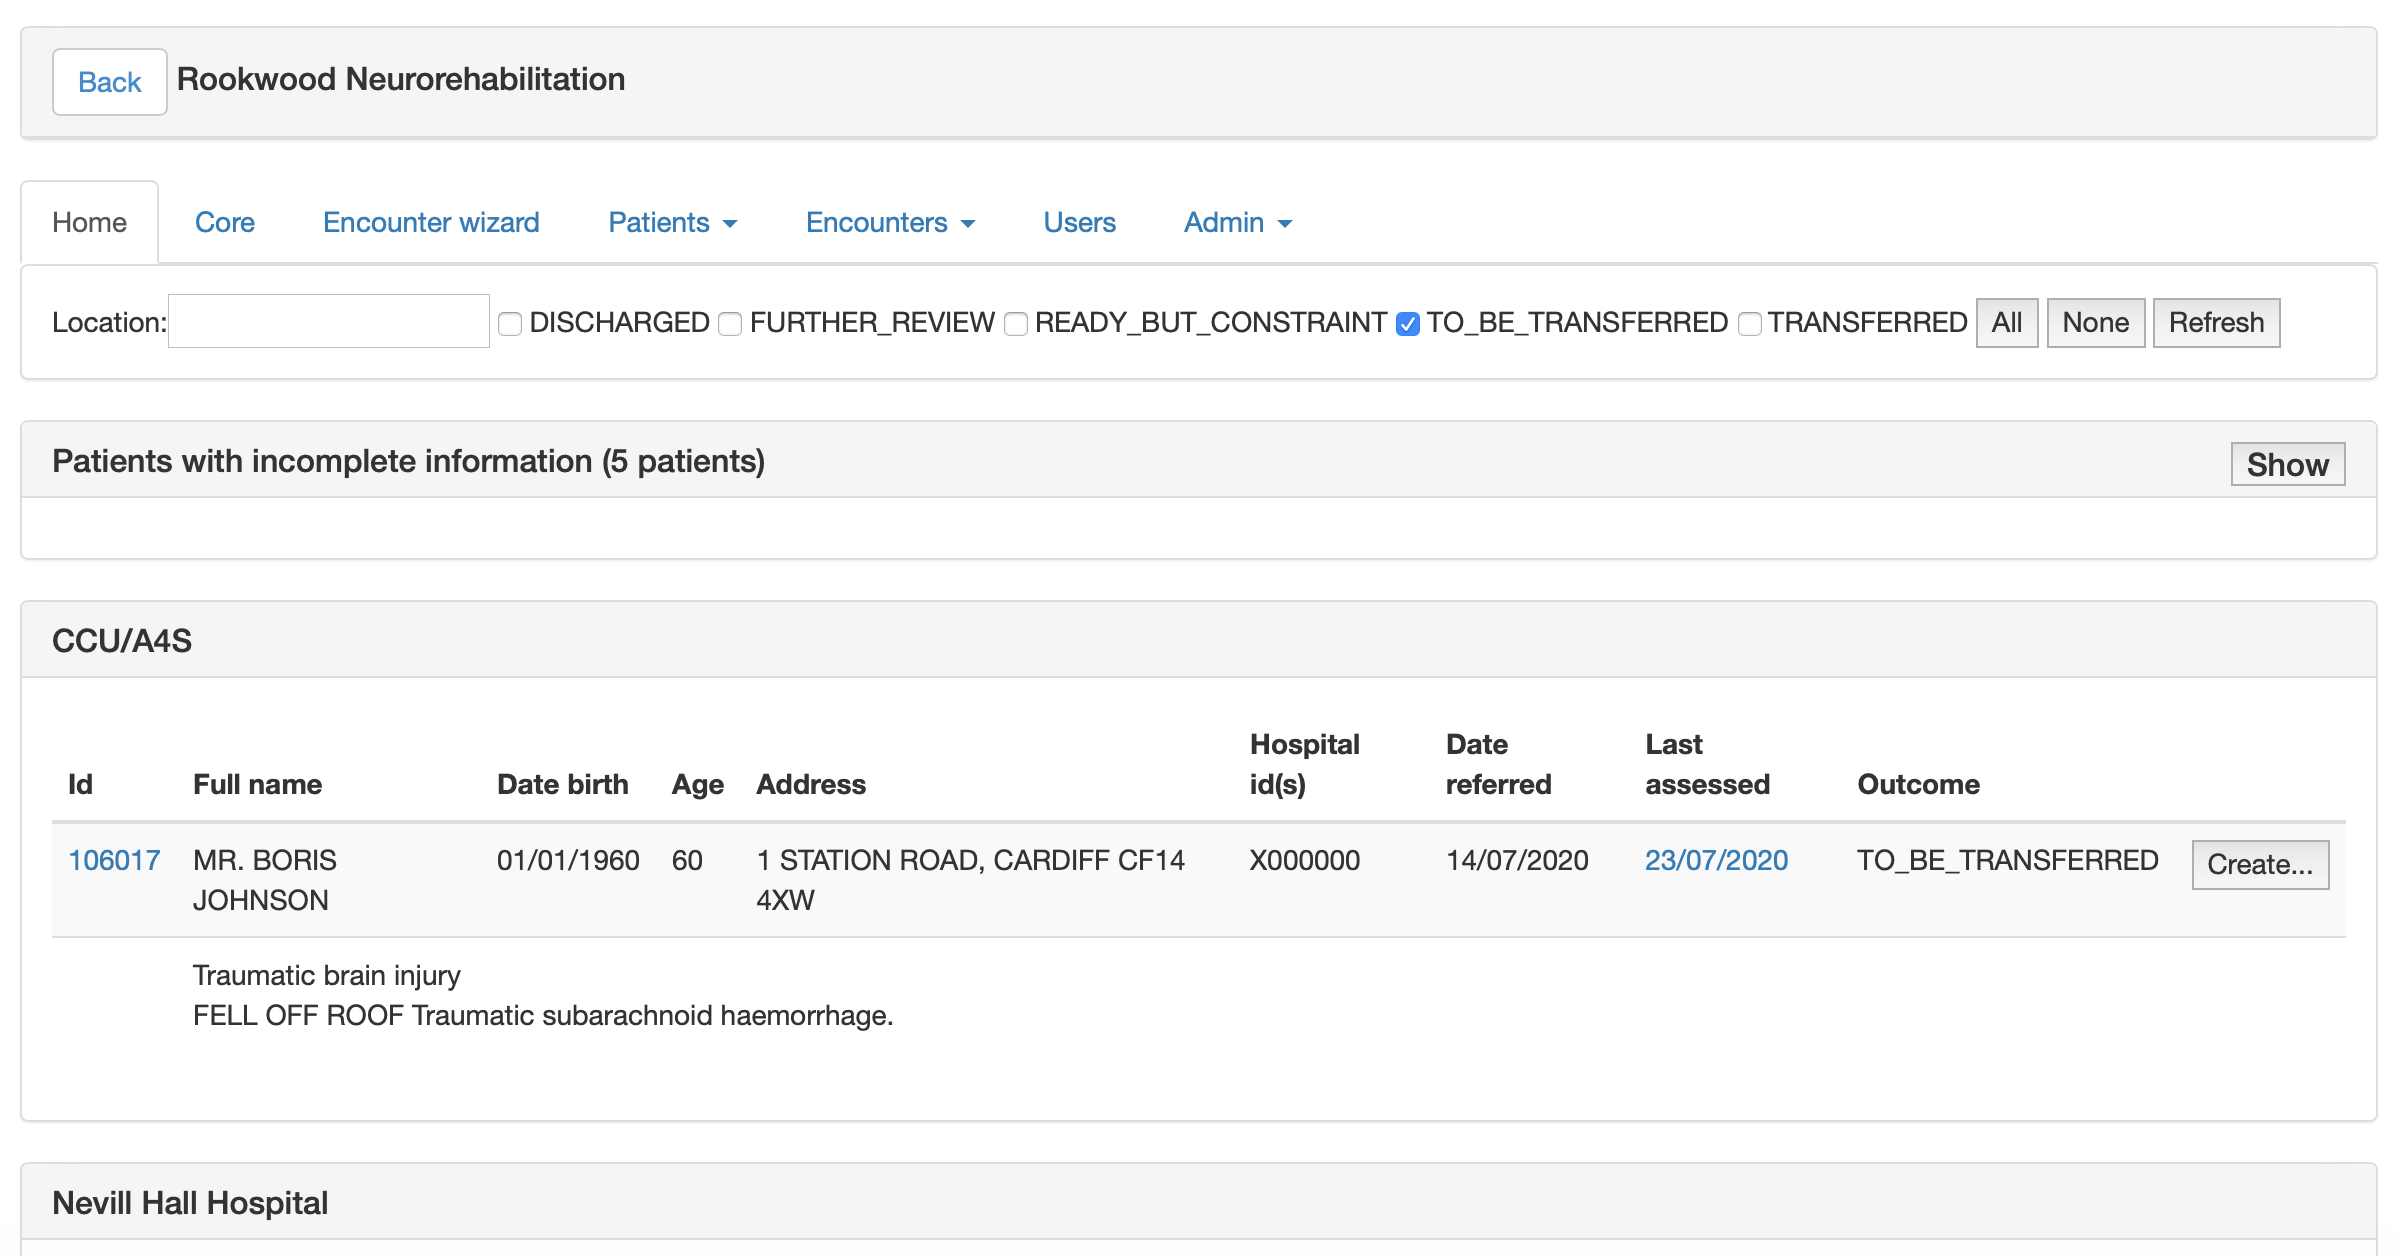 Back Rookwood Neurorehabilitation
Home Core Encounter wizard Patients Encounters Users Admin
Location: DISCHARGED FURTHER_REVIEW READY_BUT_CONSTRAINT TO_BE_TRANSFERRED TRANSFERRED All None Refresh
Patients with incomplete information (5 patients) Show
CCU/A4S
Id Full name Date birth Age Address Hospital id(s) Date referred Last assessed Outcome
106017 MR. BORIS JOHNSON 01/01/1960 60 1 STATION ROAD, CARDIFF CF14 4XW X000000 14/07/2020 23/07/2020 TO_BE_TRANSFERRED Create...
Traumatic brain injury
FELL OFF ROOF Traumatic subarachnoid haemorrhage.
Nevill Hall Hospital